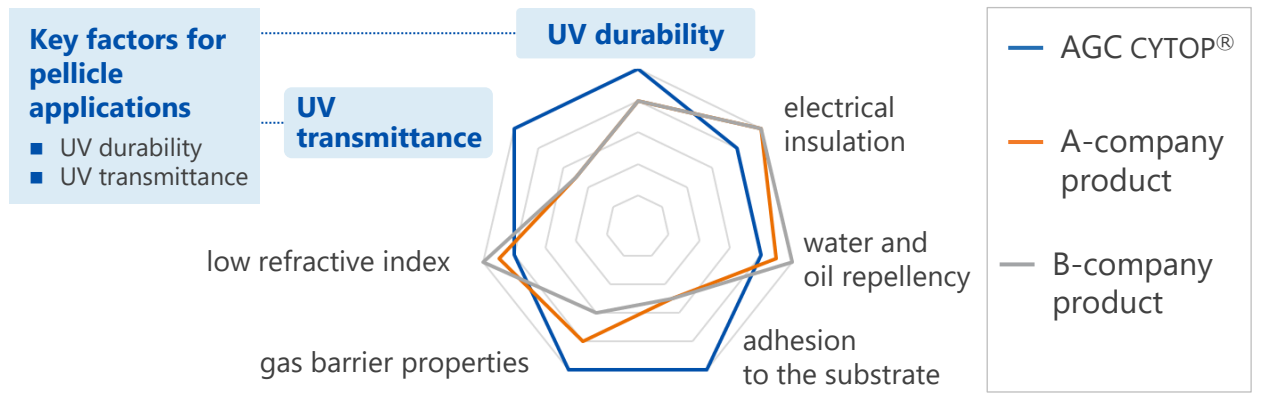 Key factors for
pellicle
applications
■ UV durability
■ UV transmittance
UV durability
UV
transmittance
electrical
insulation
water and
oil repellency
adhesion
to the substrate
gas barrier properties
low refractive index
AGC CYTOP®
A-company
product
B-company
product